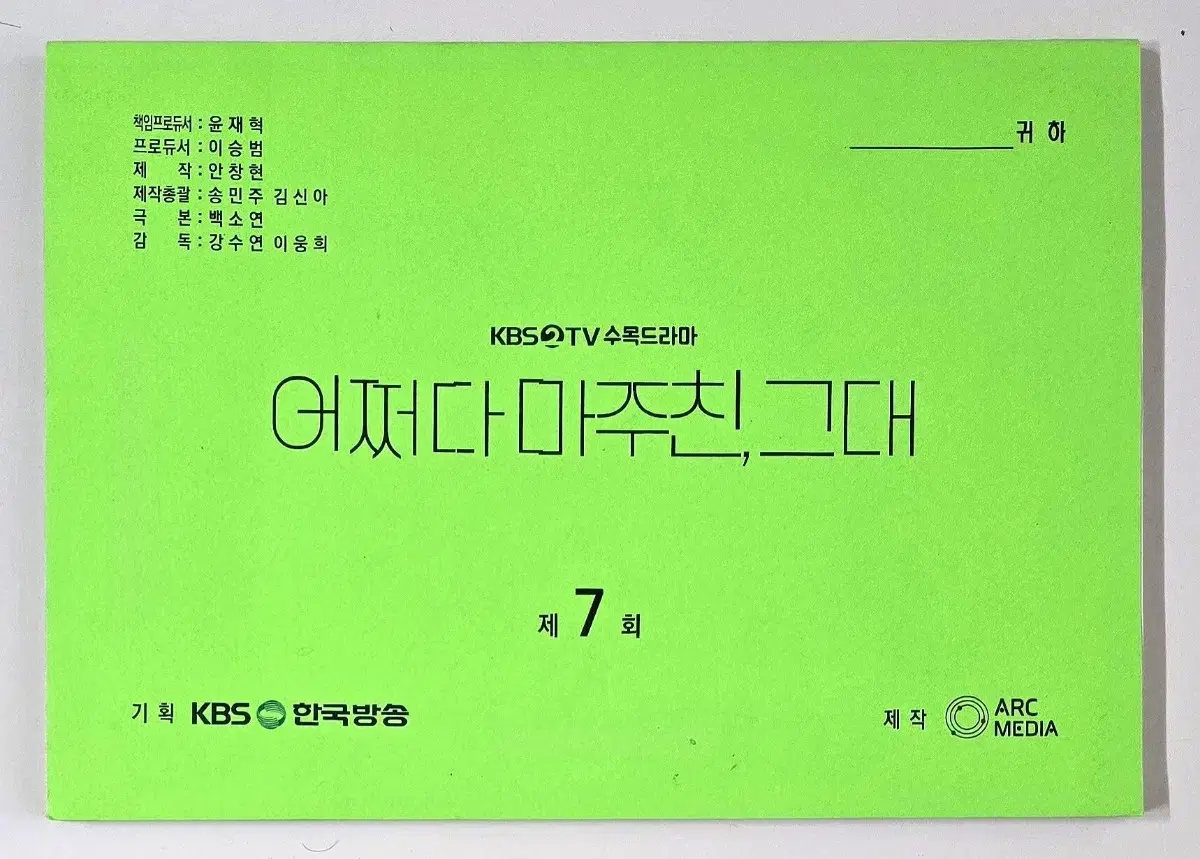 책임프로듀서 : 윤재혁
프로듀서 : 이승범
제 작 : 안창현
제작총괄 : 송민주 김신아
극 본 : 백소연
감 독 : 강수연 이웅희
귀 하
KBS 2 TV 수목드라마
어쩌다 마주친, 그대
제 7 회
기 획 KBS 한국방송
제 작 ARC MEDIA